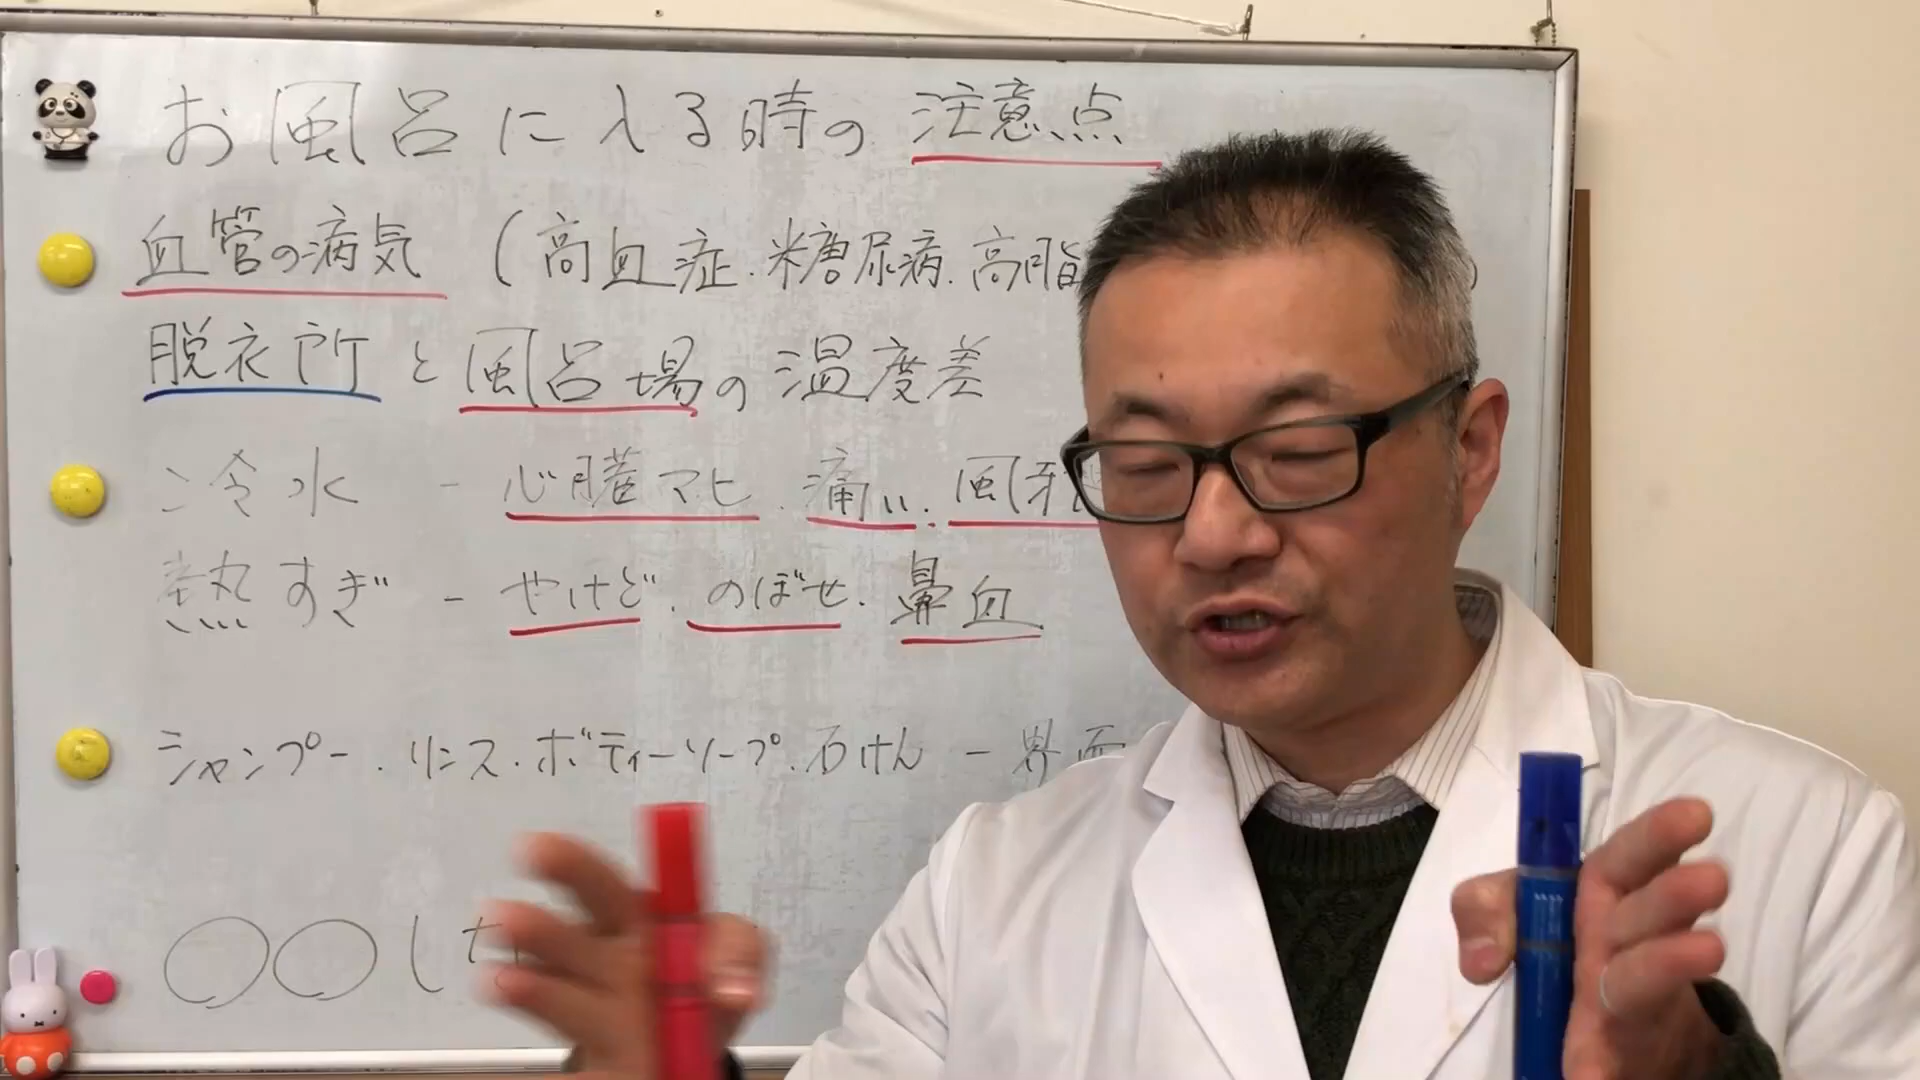 お風呂に入る時の注意点
血管の病気 (高血症.糖尿病.高脂 )
脱衣所と風呂場の温度差
冷水 - 心臓マヒ.痛い.風邪
熱すぎ - やけど.のぼせ.鼻血
シャンプー.リンス.ボディーソープ.石けん - 界面
〇〇し